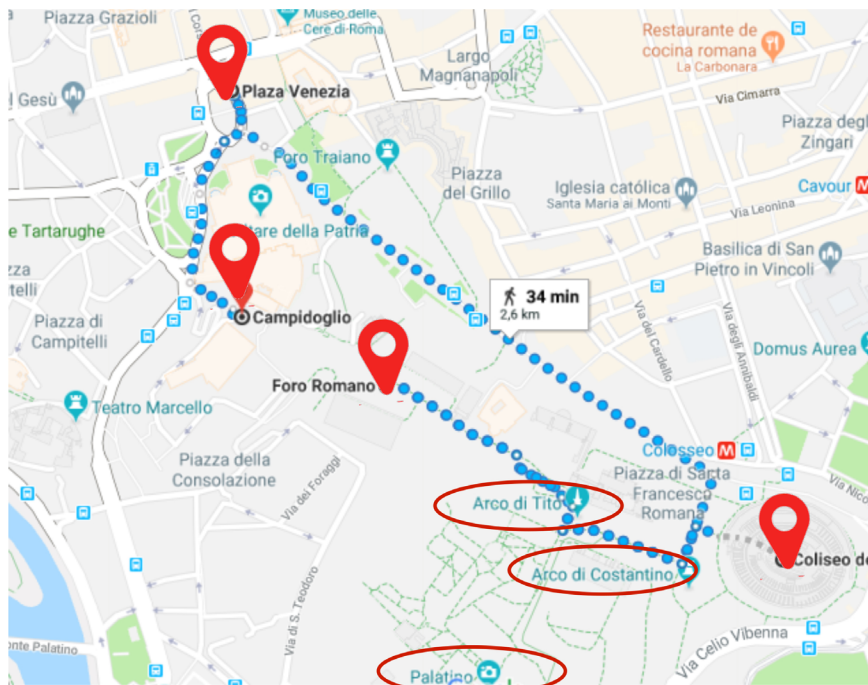 Piazza Grazioli
Museo delle
Cere di Roma
Largo
Magnanapoli
Restaurante de
cocina romana
La Carbonara
Plaza Venezia
Gesù
Via Cimarra
Foro Traiano
Piazza
del Grillo
Zingari
Iglesia católica
Santa Maria ai Monti
Cavour M
Via Leonina
Tartarughe
della Patria
Basilica di San
Pietro in Vincoli
34 min
2,6 km
Campidoglio
Piazza di
Campitelli
Via del Cardello
Via degli Annibaldi
Domus Aurea
Foro Romano
Teatro Marcello
Colosseo M
Piazza della
Consolazione
Via dei Foraggi
Piazza di Santa
Francesca
Romana
Arco di Tito
Coliseo
Arco di Costantino
Via di S. Teodoro
Via Celio Vibenna
Palatino
Palatino